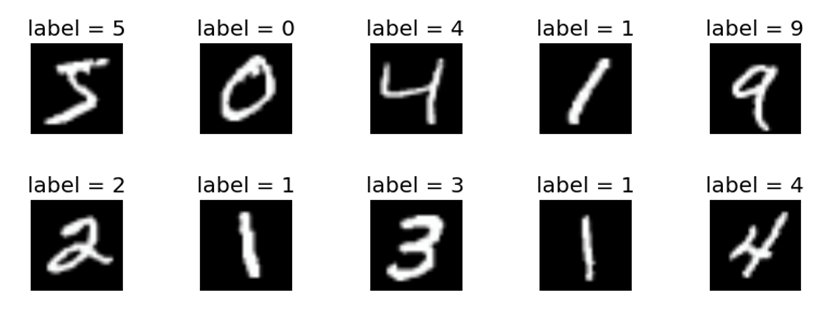 label = 5 label = 0 label = 4 label = 1 label = 9
5 0 4 1 9
label = 2 label = 1 label = 3 label = 1 label = 4
2 1 3 1 4